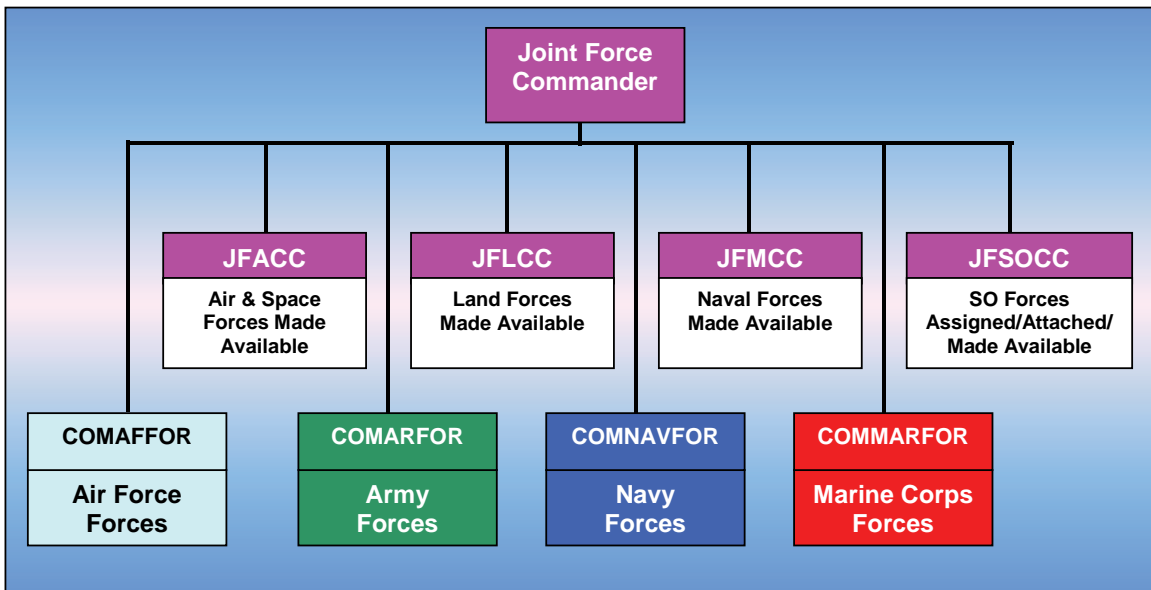 Joint Force
Commander
JFACC
Air & Space
Forces Made
Available
JFLCC
Land Forces
Made Available
JFMCC
Naval Forces
Made Available
JFSOCC
SO Forces
Assigned/Attached/
Made Available
COMAFFOR
Air Force
Forces
COMARFOR
Army
Forces
COMNAVFOR
Navy
Forces
COMMARFOR
Marine Corps
Forces